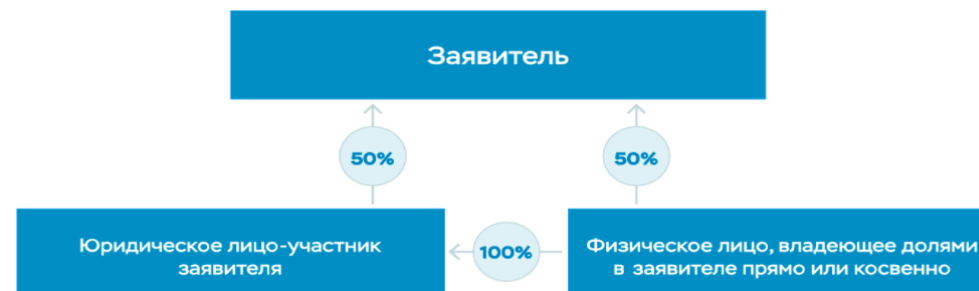 Заявитель
50%
50%
Юридическое лицо-участник
заявителя
100%
Физическое лицо, владеющее долями
в заявителе прямо или косвенно